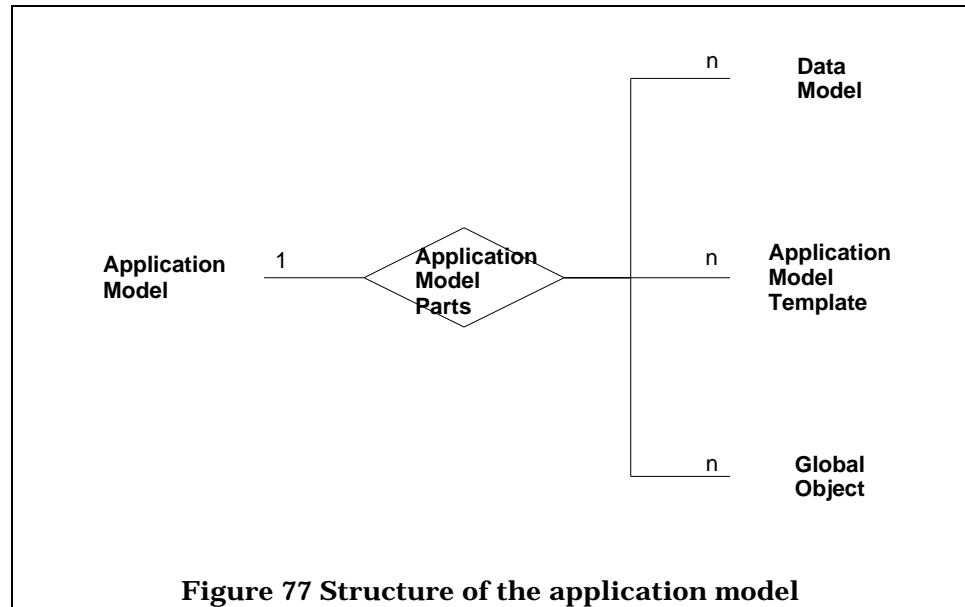 n
Data
Model
Application
Model
1
Application
Model
Parts
n
Application
Model
Template
n
Global
Object
Figure 77 Structure of the application model